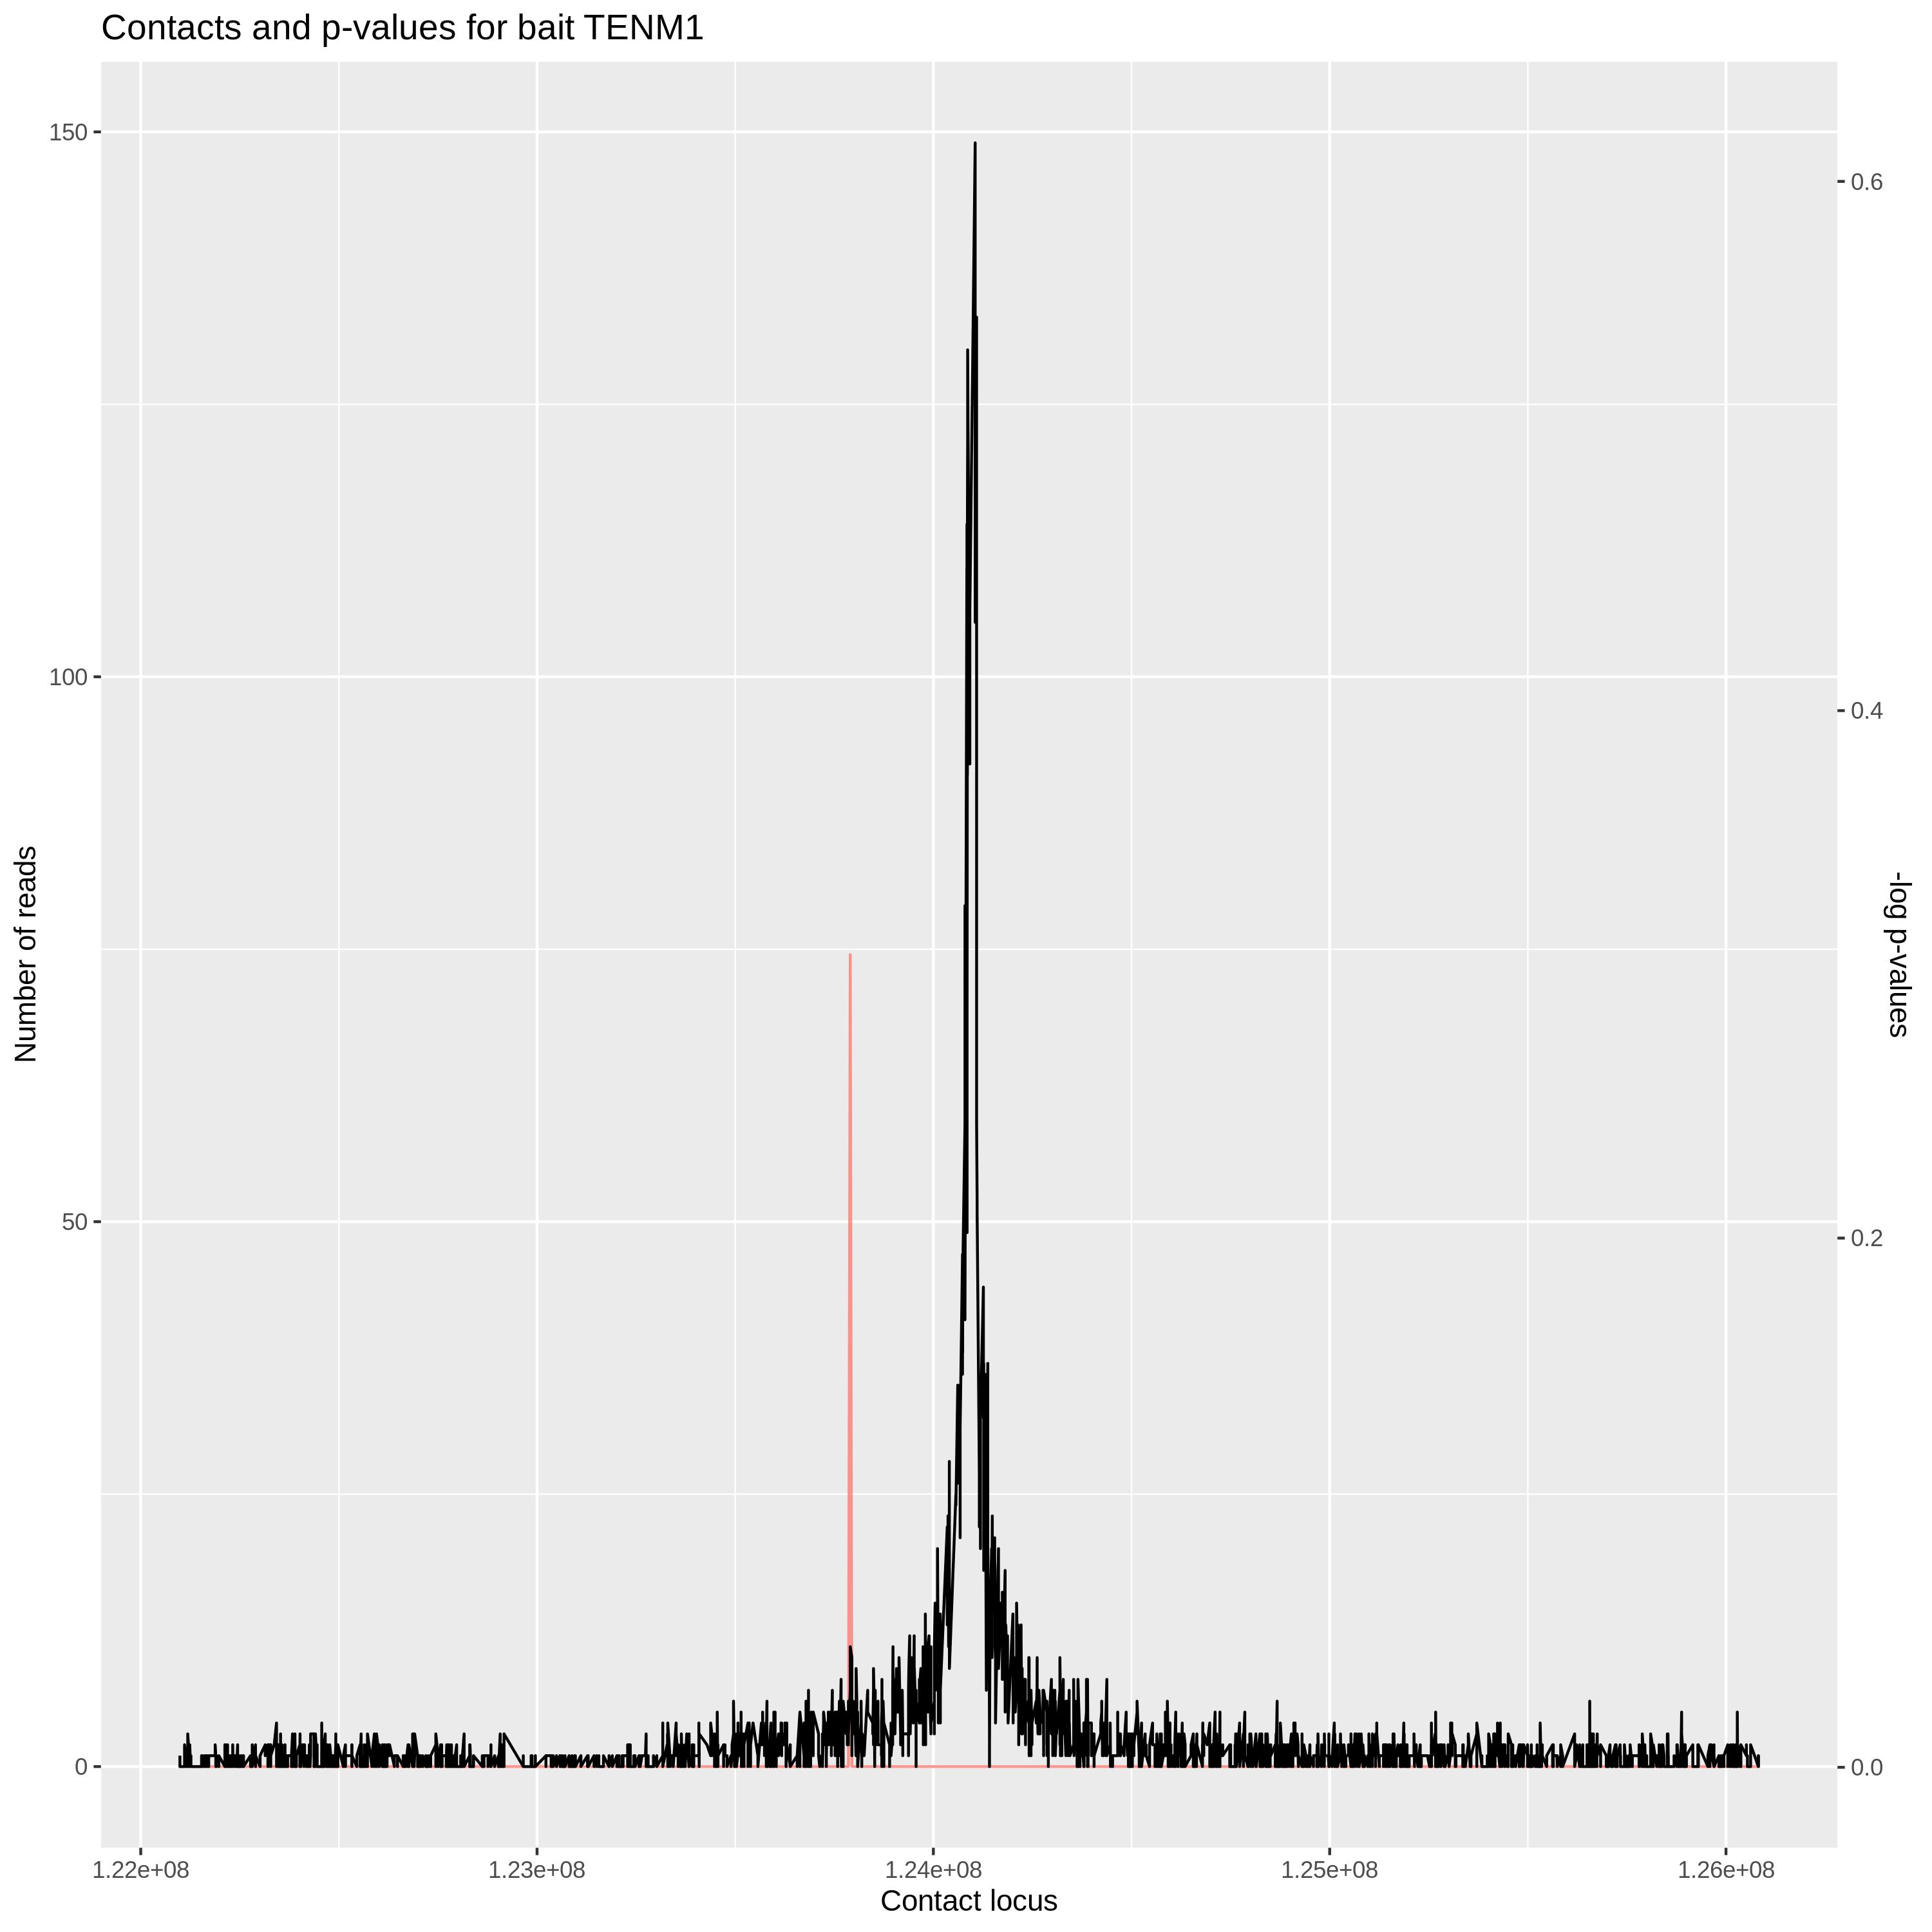 Contacts and p-values for bait TENM1
150
100
50
0
Number of reads
0.6
0.4
0.2
0.0
-log p-values
1.22e+08
1.23e+08
1.24e+08
1.25e+08
1.26e+08
Contact locus